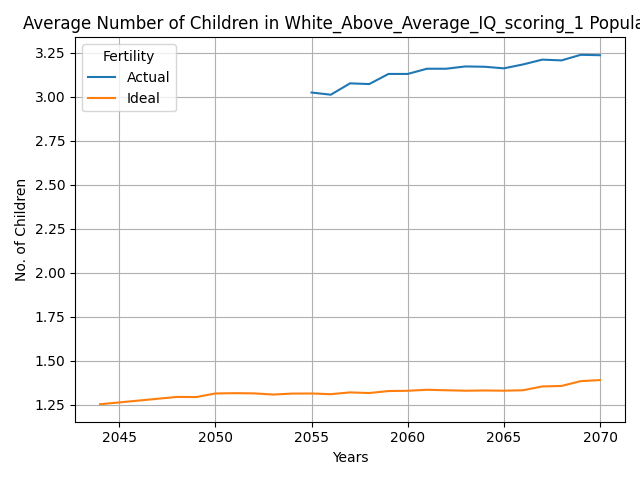 Average Number of Children in White_Above_Average_IQ_scoring_1 Popula
Fertility
Actual
Ideal
3.25
3.00
2.75
2.50
2.25
2.00
1.75
1.50
1.25
No. of Children
2045
2050
2055
2060
2065
2070
Years